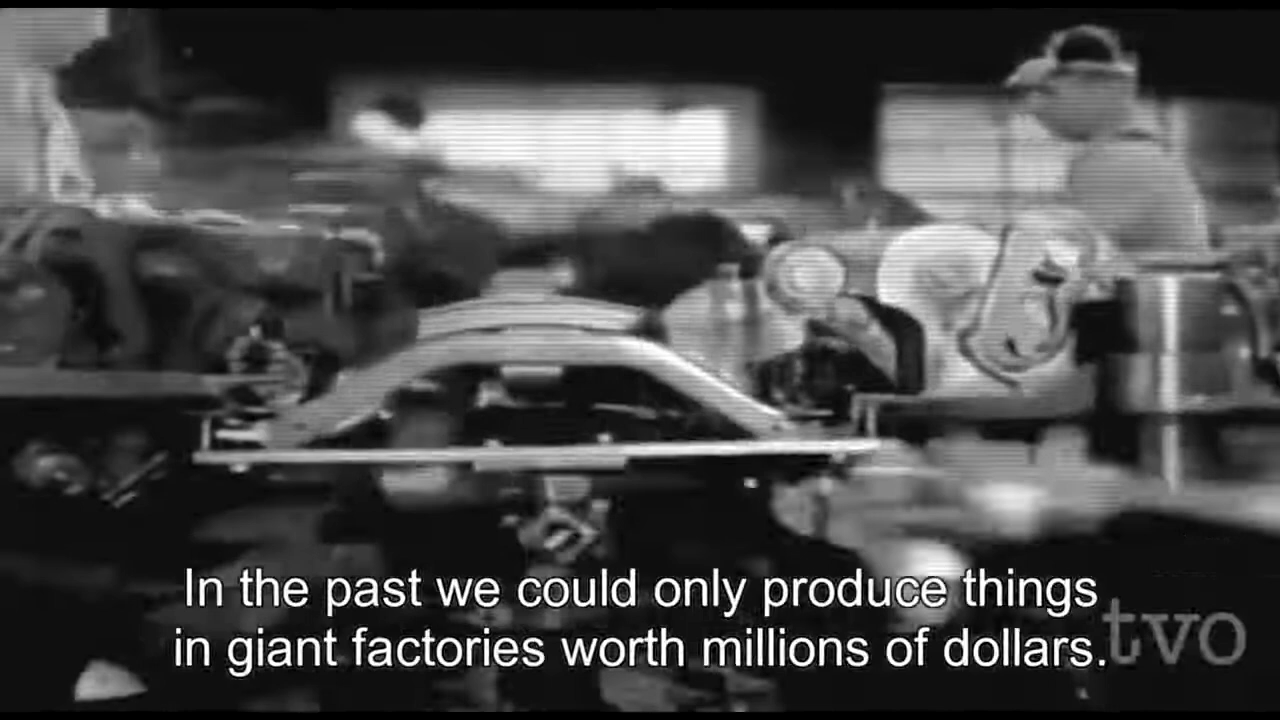 In the past we could only produce things
in giant factories worth millions of dollars.
tvo